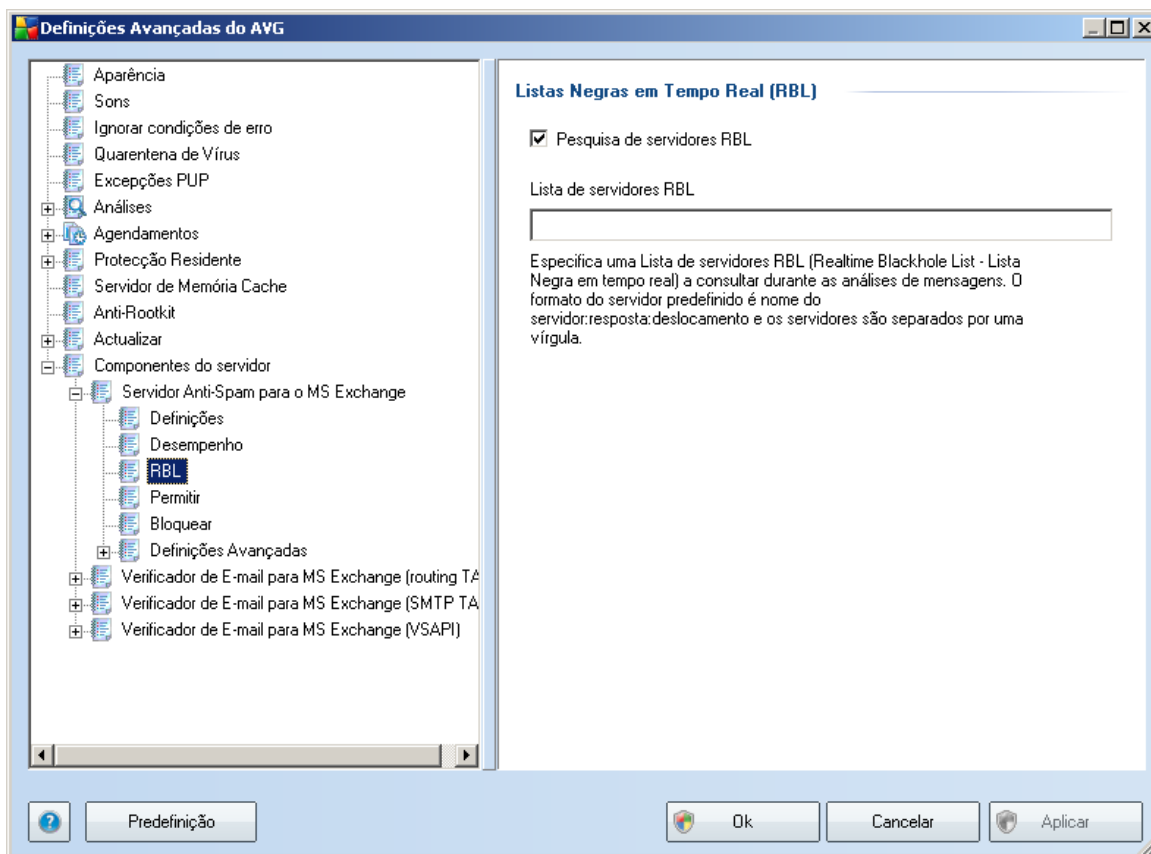 Definições Avançadas do AVG
Aparência
Sons
Ignorar condições de erro
Quarentena de Vírus
Excepções PUP
Análises
Agendamentos
Protecção Residente
Servidor de Memória Cache
Anti-Rootkit
Actualizar
Componentes do servidor
Servidor Anti-Spam para o MS Exchange
Definições
Desempenho
RBL
Permitir
Bloquear
Definições Avançadas
Verificador de E-mail para MS Exchange (routing TA
Verificador de E-mail para MS Exchange (SMTP TA
Verificador de E-mail para MS Exchange (VSAPI)
Listas Negras em Tempo Real (RBL)
Pesquisa de servidores RBL
Lista de servidores RBL
Especifica uma Lista de servidores RBL (Realtime Blackhole List - Lista
Negra em tempo real) a consultar durante as análises de mensagens. O
formato do servidor predefinido é nome do
servidor:resposta:deslocamento e os servidores são separados por uma
vírgula.
Predefinição
Ok
Cancelar
Aplicar